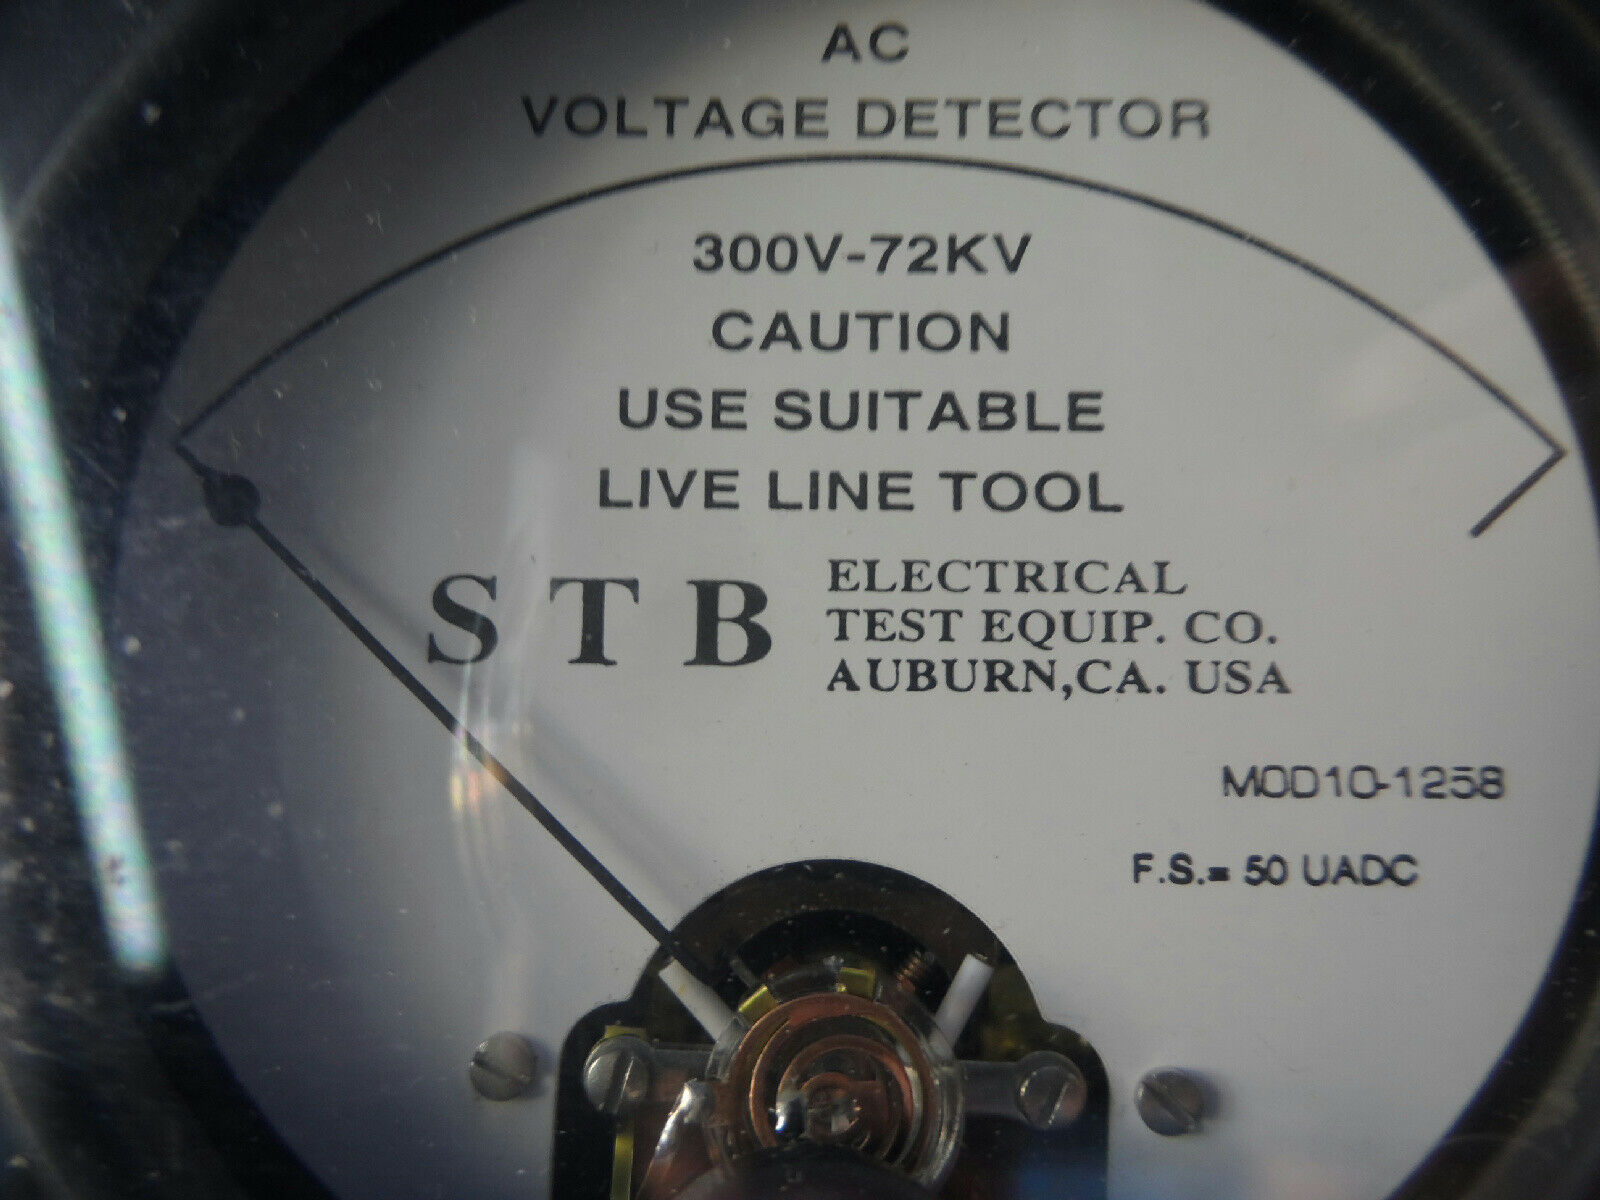 AC
VOLTAGE DETECTOR
300V-72KV
CAUTION
USE SUITABLE
LIVE LINE TOOL
STB
ELECTRICAL
TEST EQUIP. CO.
AUBURN,CA. USA
MOD10-1258
F.S.= 50 UADC